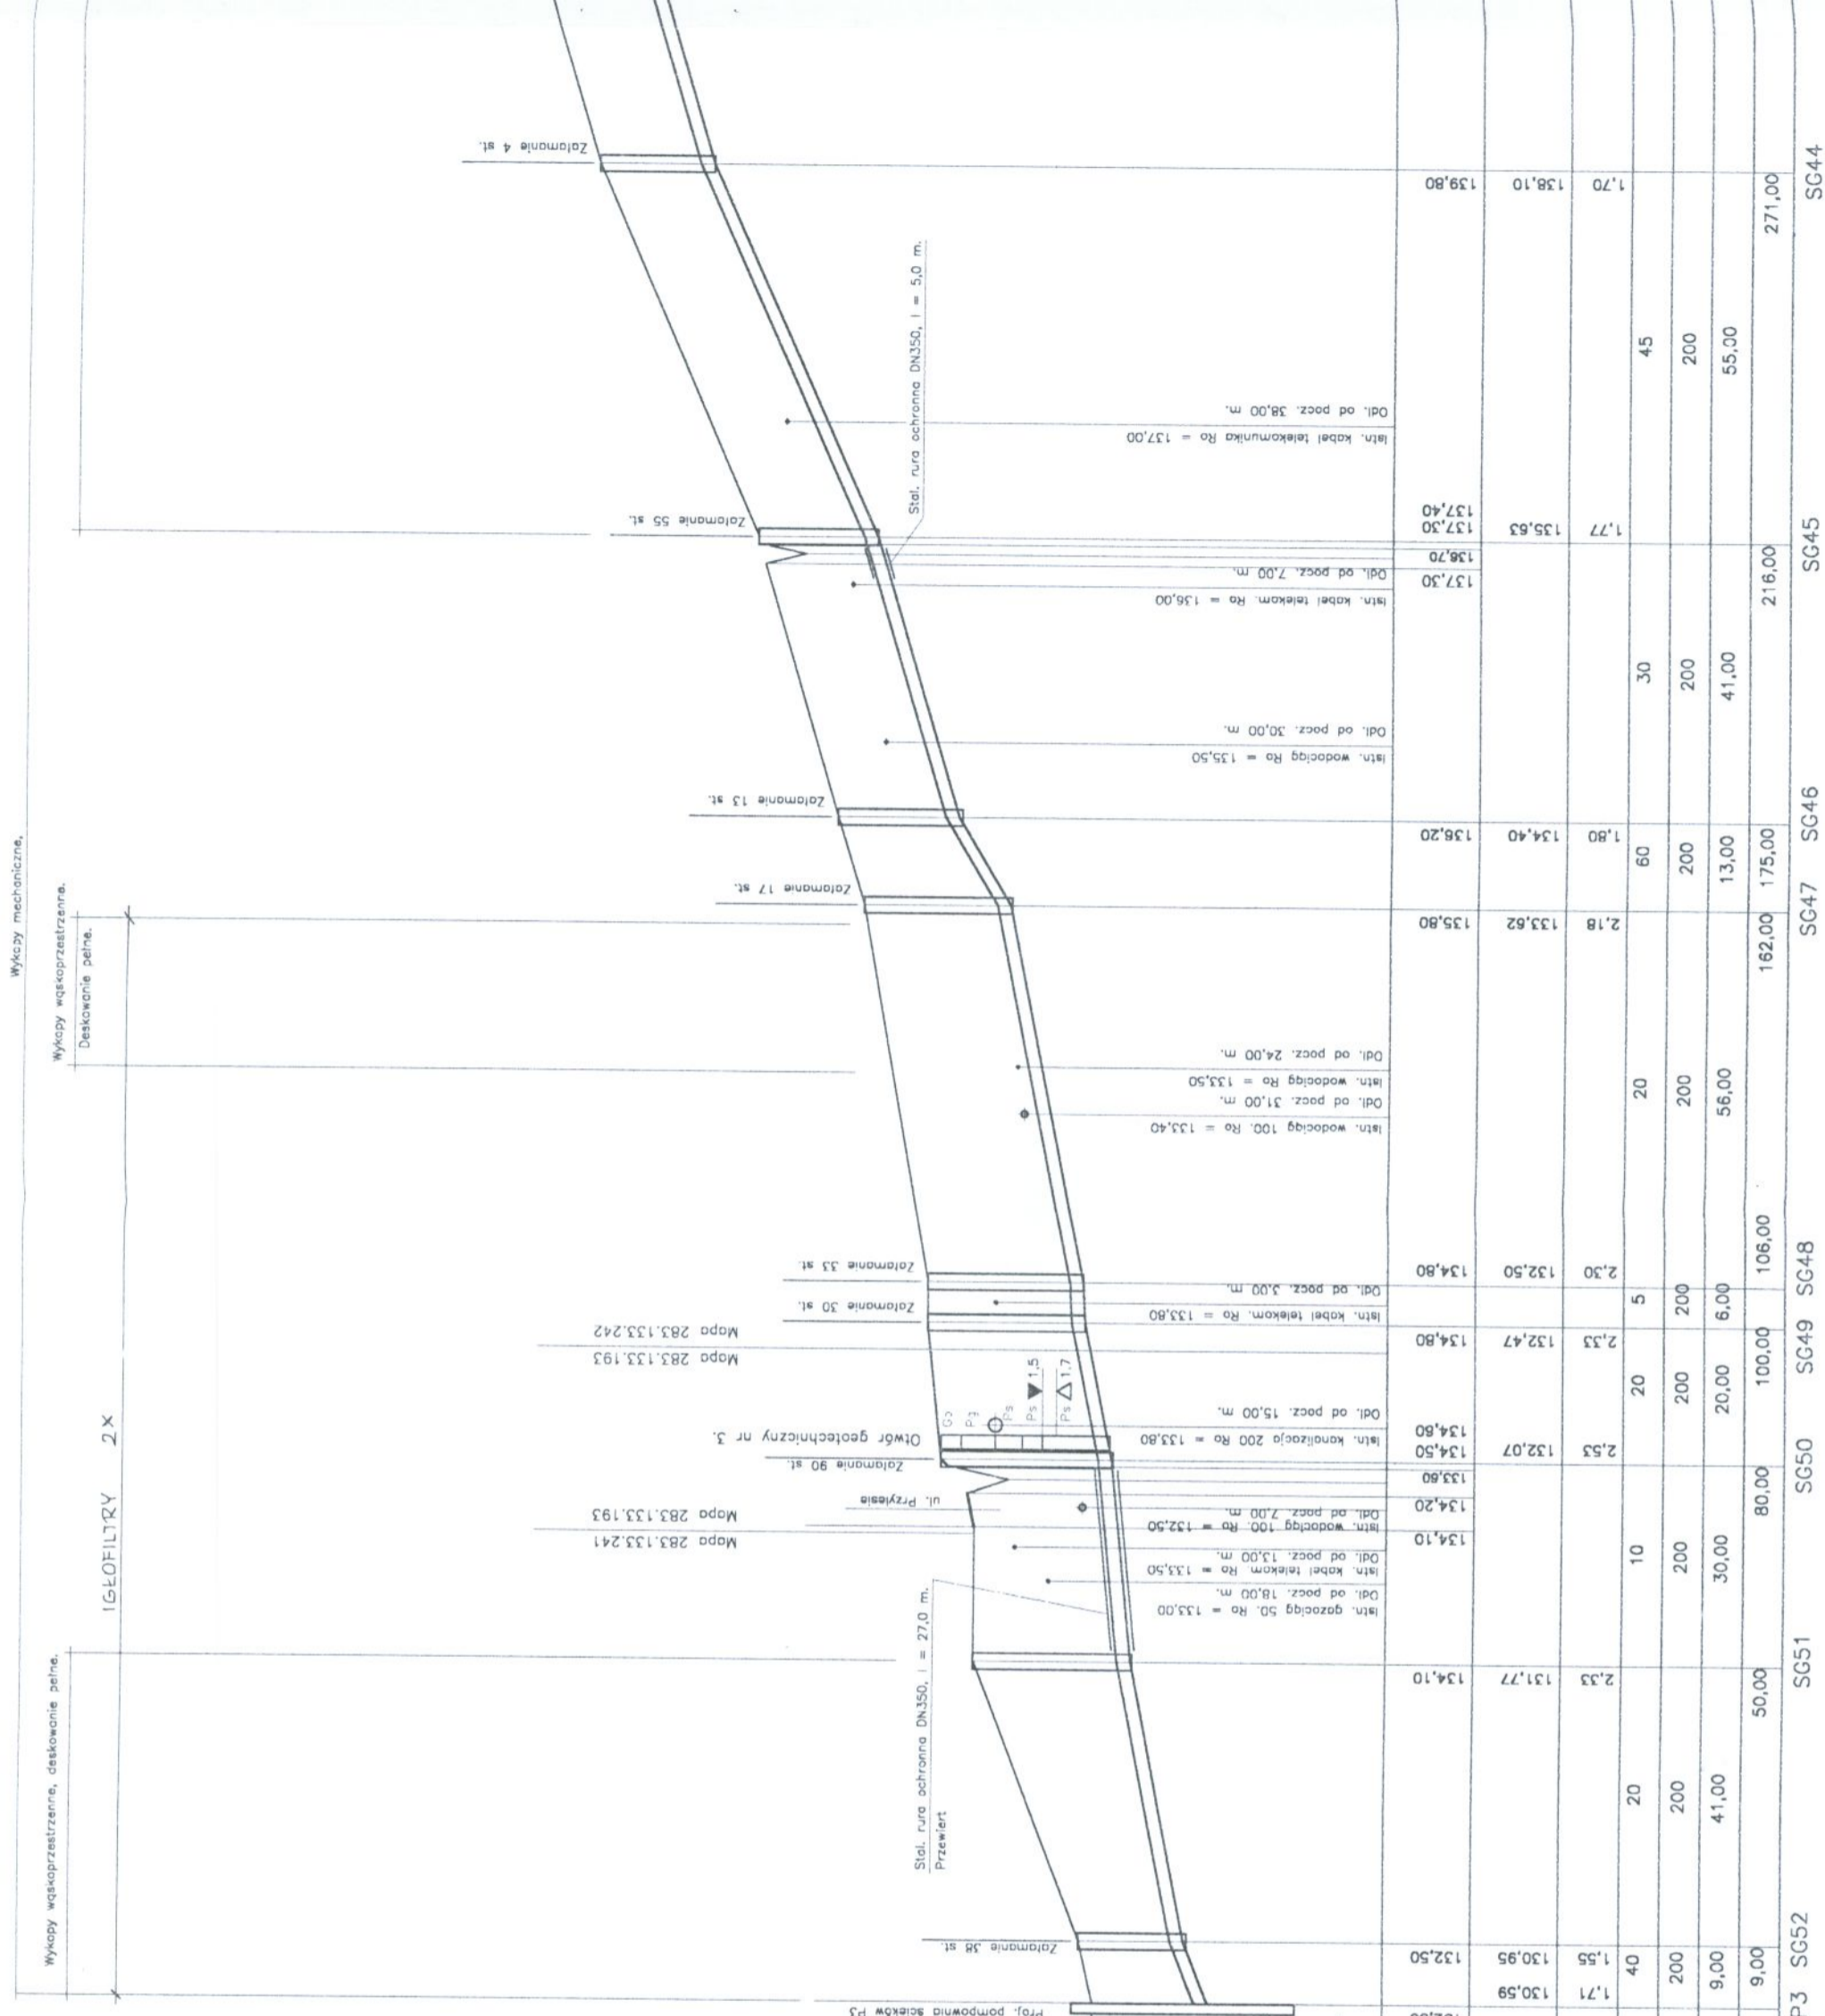 Wykopy mechaniczne.
Wykopy wąskoprzestrzenne.
Deskowanie pełne.
Wykopy wąskoprzestrzenne, deskowanie pełne.
IGŁOFILTRY 2X
Załamanie 4 st.
Załamanie 55 st.
Załamanie 13 st.
Załamanie 17 st.
Załamanie 33 st.
Załamanie 30 st.
Mapa 283.133.242
Mapa 283.133.193
Otwór geotechniczny nr 3.
Załamanie 90 st.
ul. Przylesie
Mapa 283.133.193
Mapa 283.133.241
Załamanie 38 st.
Proj. pompownia ścieków P3
Stal. rura ochronna DN350, l = 5,0 m.
Stal. rura ochronna DN350, l = 27,0 m.
Przewiert
Pg
Ps
Ps 1,5
Ps 1,7
Odl. od pocz. 38,00 m.
Istn. kabel telekomunika Ro = 137,00
Odl. od pocz. 7,00 m.
Istn. kabel telekom. Ro = 136,00
Odl. od pocz. 30,00 m.
Istn. wodociąg Ro = 135,50
Odl. od pocz. 24,00 m.
Istn. wodociąg Ro = 133,50
Odl. od pocz. 31,00 m.
Istn. wodociąg 100. Ro = 133,40
Odl. od pocz. 3,00 m.
Istn. kabel telekom. Ro = 133,80
Odl. od pocz. 15,00 m.
Istn. kanalizacja 200 Ro = 133,80
Odl. od pocz. 7,00 m.
Istn. wodociąg 100. Ro = 132,50
Odl. od pocz. 13,00 m.
Istn. kabel telekom. Ro = 133,50
Odl. od pocz. 18,00 m.
Istn. gazociąg 50. Ro = 133,00
139,80
137,40
137,30
136,70
137,30
136,20
135,80
134,80
134,80
134,60
134,50
133,60
134,20
134,10
134,10
132,50
138,10
135,63
134,40
133,62
132,50
132,47
132,07
131,77
130,95
130,59
1,70
1,77
1,80
2,18
2,30
2,33
2,53
2,33
1,55
1,71
45
30
60
20
5
20
10
20
40
200
200
200
200
200
200
200
200
200
55,00
41,00
13,00
56,00
6,00
20,00
30,00
41,00
9,00
271,00
216,00
175,00
162,00
106,00
100,00
80,00
50,00
9,00
SG44
SG45
SG46
SG47
SG48
SG49
SG50
SG51
SG52
P3